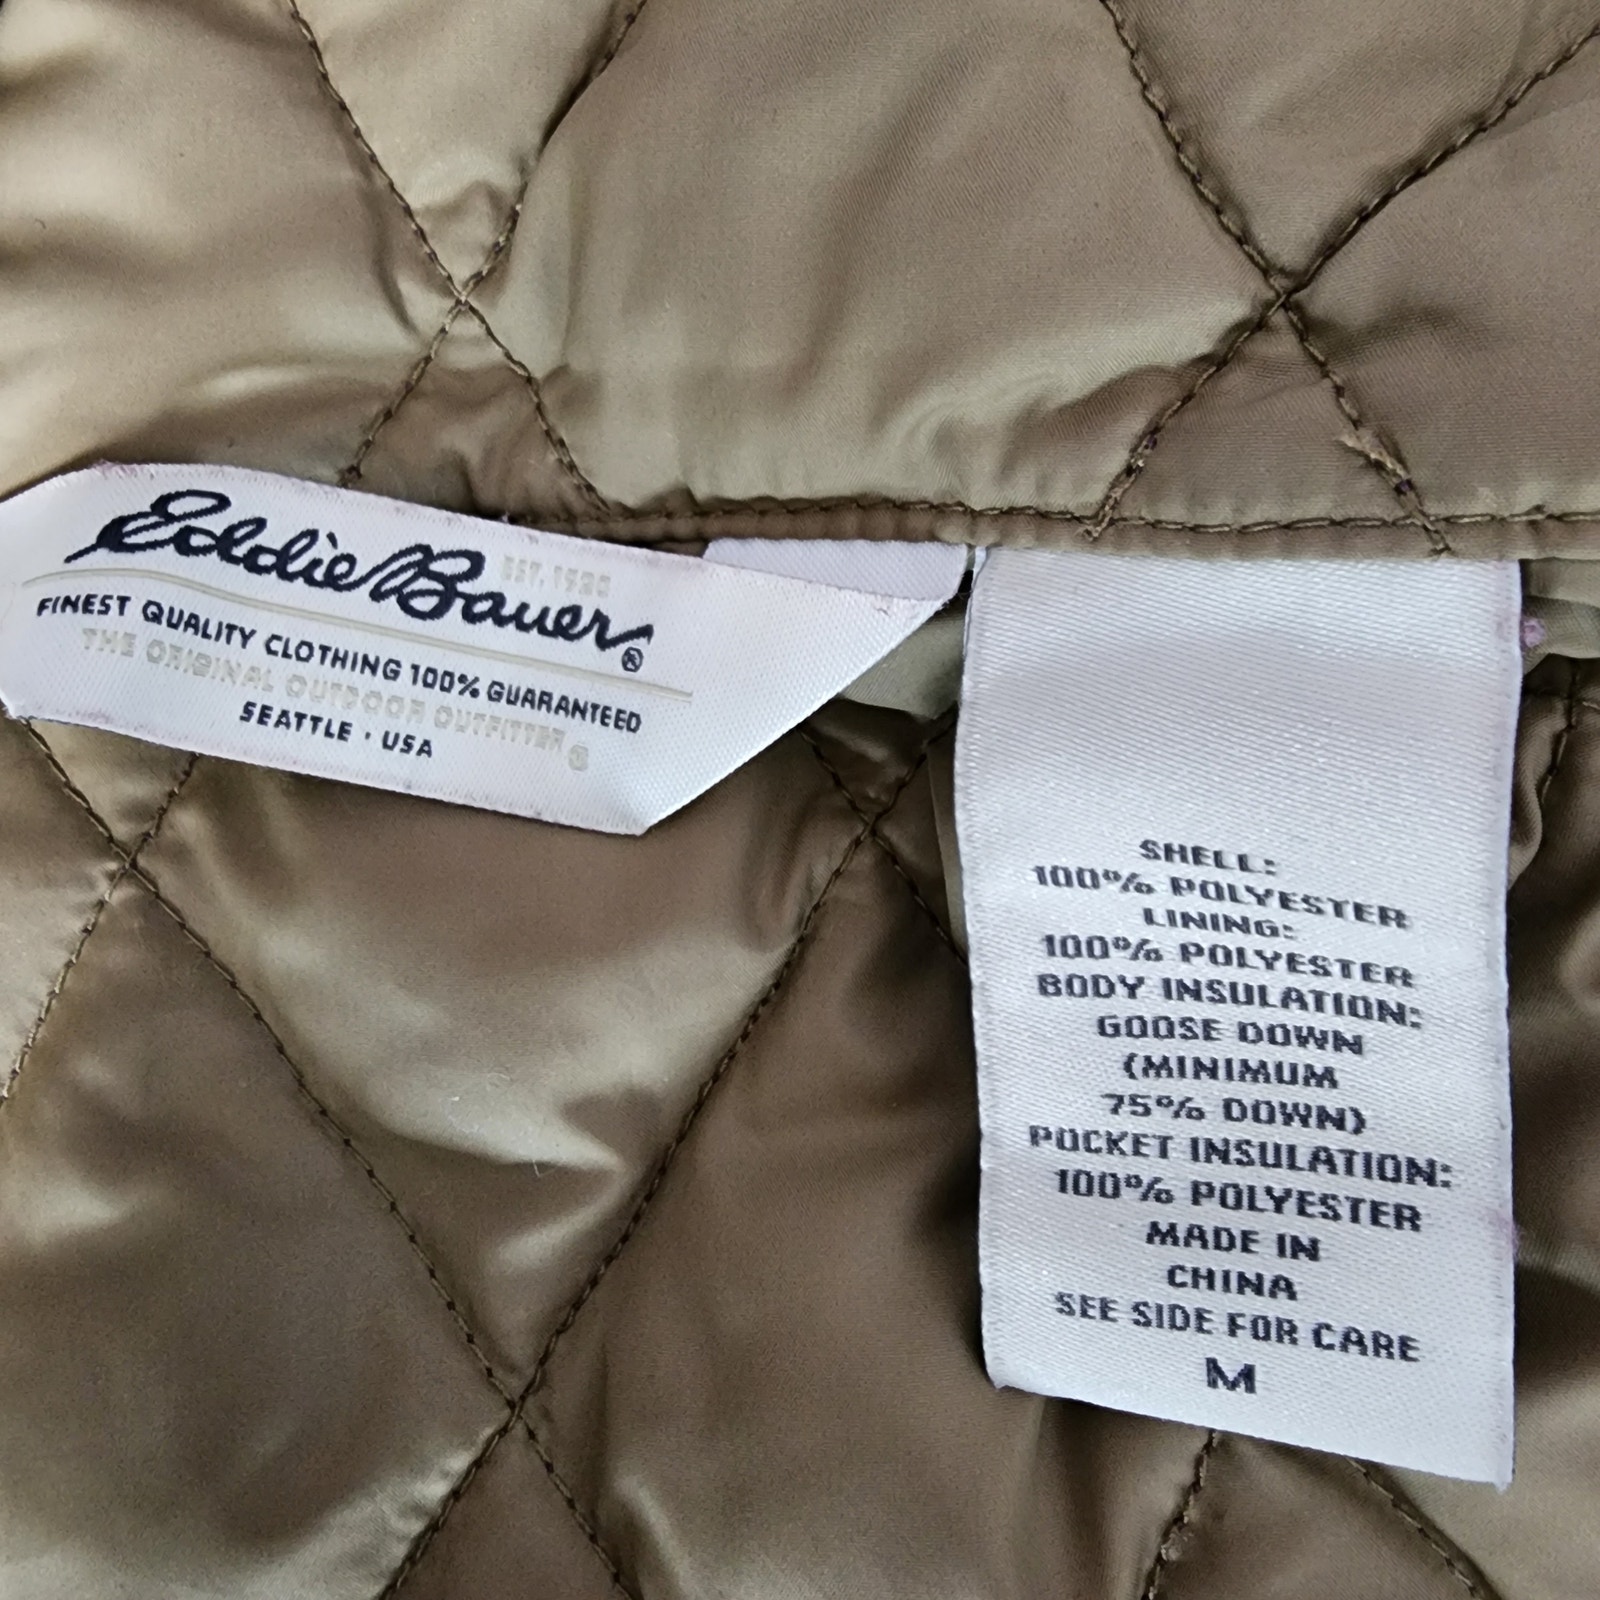 Eddie Bauer®
EST. 1920
FINEST QUALITY CLOTHING 100% GUARANTEED
THE ORIGINAL OUTDOOR OUTFITTER®
SEATTLE · USA
SHELL:
100% POLYESTER
LINING:
100% POLYESTER
BODY INSULATION:
GOOSE DOWN
(MINIMUM
75% DOWN)
POCKET INSULATION:
100% POLYESTER
MADE IN
CHINA
SEE SIDE FOR CARE
M